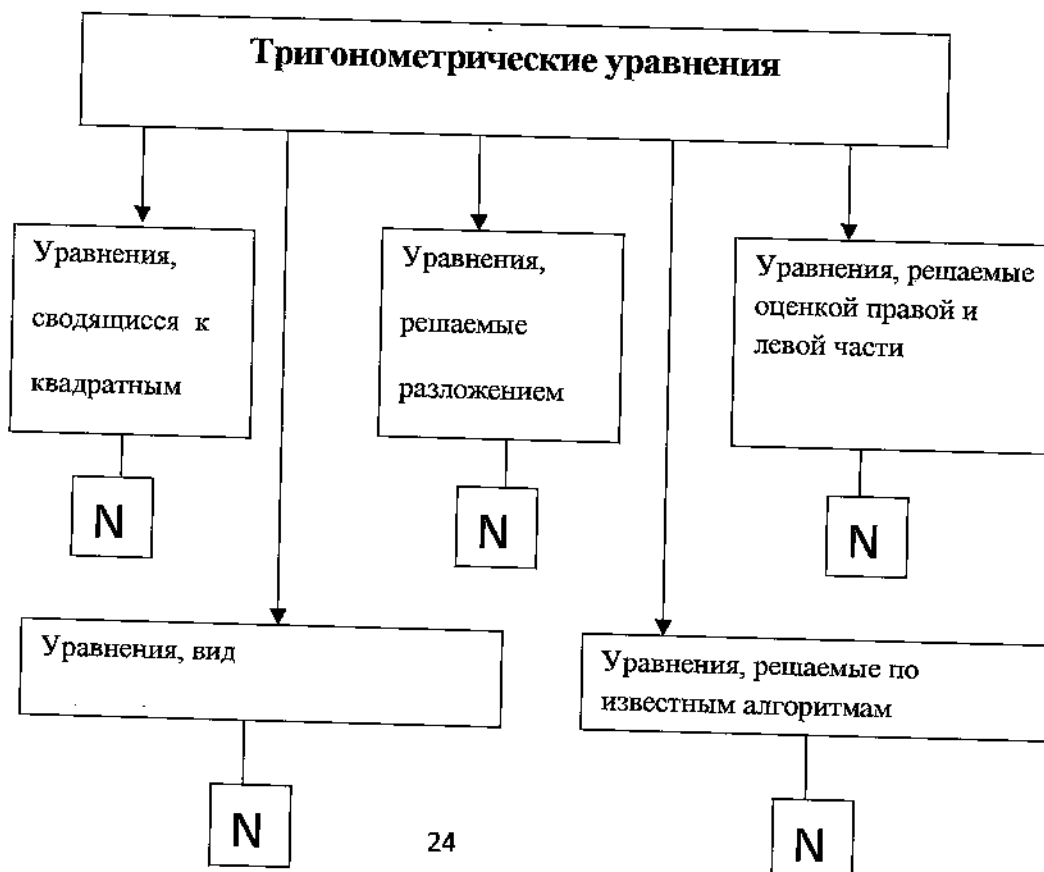 Тригонометрические уравнения
Уравнения,
сводящисся к
квадратным
N
Уравнения,
решаемые
разложением
N
Уравнения, решаемые
оценкой правой и
левой части
N
Уравнения, вид
N
Уравнения, решаемые по
известным алгоритмам
N
24